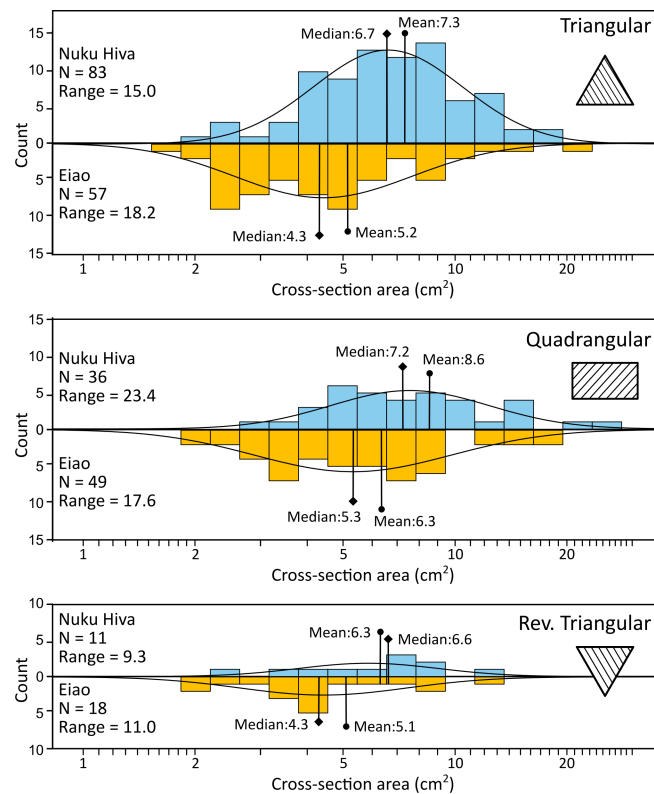 Triangular
Nuku Hiva
N = 83
Range = 15.0
Median:6.7
Mean:7.3
15
10
5
0
5
10
15
Count
Eiao
N = 57
Range = 18.2
Median:4.3
Mean:5.2
1 2 5 10 20
Cross-section area (cm²)
Quadrangular
Nuku Hiva
N = 36
Range = 23.4
Median:7.2
Mean:8.6
15
10
5
0
5
10
15
Count
Eiao
N = 49
Range = 17.6
Median:5.3
Mean:6.3
1 2 5 10 20
Cross-section area (cm²)
Rev. Triangular
Nuku Hiva
N = 11
Range = 9.3
Mean:6.3
Median:6.6
10
5
0
5
10
Count
Eiao
N = 18
Range = 11.0
Median:4.3
Mean:5.1
1 2 5 10 20
Cross-section area (cm²)